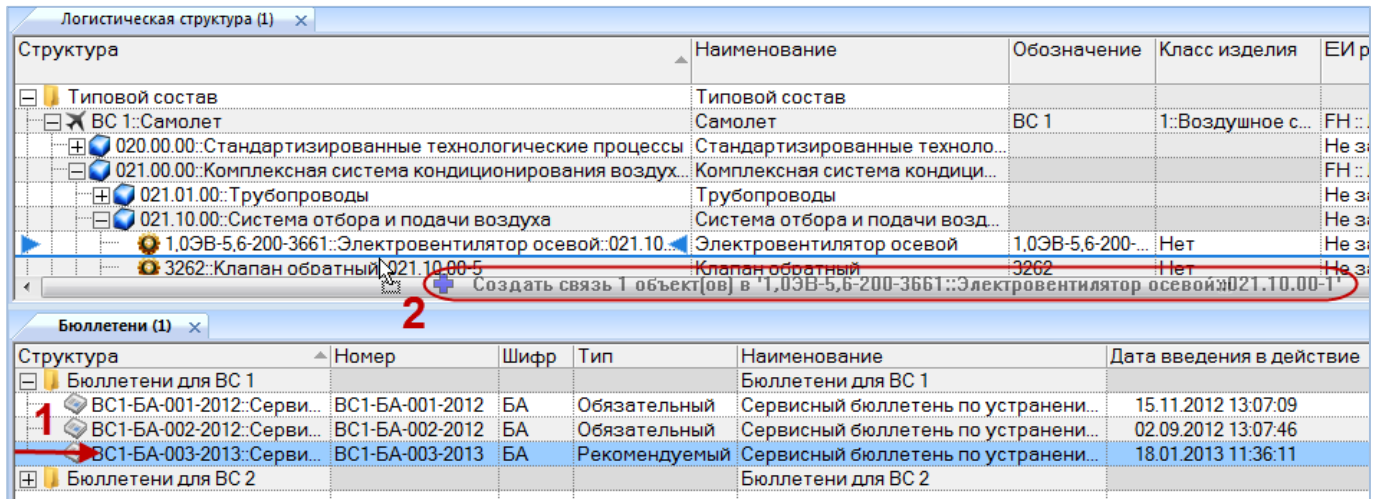 Логистическая структура (1) ×
Структура Наименование Обозначение Класс изделия ЕИ р
Типовой состав Типовой состав
ВС 1::Самолет Самолет ВС 1 1::Воздушное с... FH ::
020.00.00::Стандартизированные технологические процессы Стандартизированные техноло... Не за
021.00.00::Комплексная система кондиционирования воздух... Комплексная система кондици... FH ::
021.01.00::Трубопроводы Трубопроводы Не за
021.10.00::Система отбора и подачи воздуха Система отбора и подачи возд... Не за
1,0ЭВ-5,6-200-3661::Электровентилятор осевой::021.10... Электровентилятор осевой 1,0ЭВ-5,6-200-... Нет Не за
3262::Клапан обратный::021.10.00-5 Клапан обратный 3262 Нет Не за
Создать связь 1 объект(ов) в '1,0ЭВ-5,6-200-3661::Электровентилятор осевой::021.10.00-1'
2
Бюллетени (1) ×
Структура Номер Шифр Тип Наименование Дата введения в действие
Бюллетени для ВС 1 Бюллетени для ВС 1
1
ВС1-БА-001-2012::Серви... ВС1-БА-001-2012 БА Обязательный Сервисный бюллетень по устранени... 15.11.2012 13:07:09
ВС1-БА-002-2012::Серви... ВС1-БА-002-2012 БА Обязательный Сервисный бюллетень по устранени... 02.09.2012 13:07:46
ВС1-БА-003-2013::Серви... ВС1-БА-003-2013 БА Рекомендуемый Сервисный бюллетень по устранени... 18.01.2013 11:36:11
Бюллетени для ВС 2 Бюллетени для ВС 2